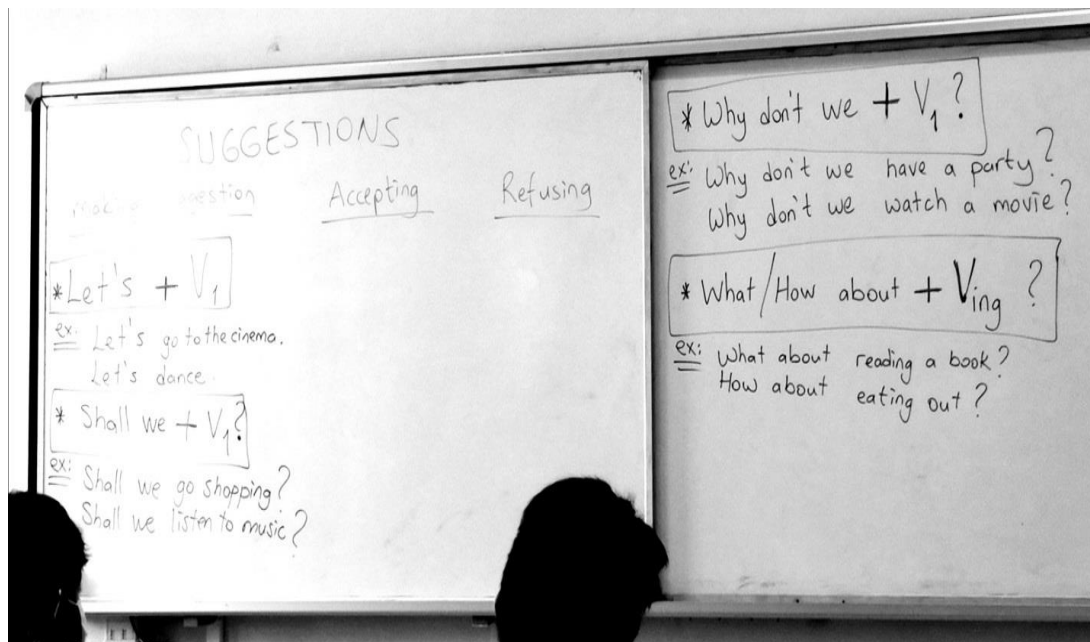 SUGGESTIONS
making suggestion Accepting Refusing
*Let's + V1
ex: Let's go to the cinema.
Let's dance.
* Shall we + V1?
ex: Shall we go shopping?
Shall we listen to music?
* Why don't we + V1?
ex: Why don't we have a party?
Why don't we watch a movie?
* What/How about + Ving ?
ex: What about reading a book?
How about eating out?